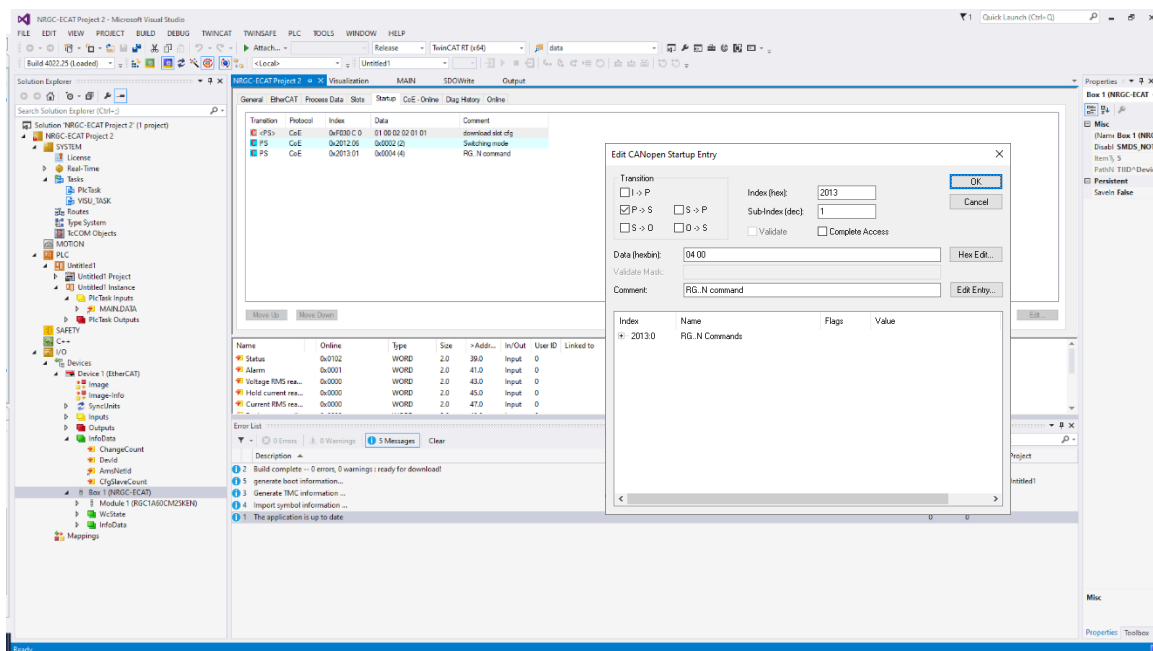 NRGC-ECAT Project 2 - Microsoft Visual Studio
1 Quick Launch (Ctrl+Q)
FILE EDIT VIEW PROJECT BUILD DEBUG TWINCAT TWINSAFE PLC TOOLS WINDOW HELP
Attach... Release TwinCAT RT (x64) data
Build 4022.25 (Loaded) <Local> Untitled1
Solution Explorer
Search Solution Explorer (Ctrl+;)
Solution 'NRGC-ECAT Project 2' (1 project)
NRGC-ECAT Project 2
SYSTEM
License
Real-Time
Tasks
PlcTask
VISU_TASK
Routes
Type System
TcCOM Objects
MOTION
PLC
Untitled1
Untitled1 Project
Untitled1 Instance
PlcTask Inputs
MAIN.DATA
PlcTask Outputs
SAFETY
C++
I/O
Devices
Device 1 (EtherCAT)
Image
Image-Info
SyncUnits
Inputs
Outputs
InfoData
ChangeCount
DevId
AmsNetId
CfgSlaveCount
Box 1 (NRGC-ECAT)
Module 1 (RGC1A60CM25KEN)
WcState
InfoData
Mappings
NRGC-ECAT Project 2 Visualization MAIN SDOWrite Output
General EtherCAT Process Data Slots Startup CoE - Online Diag History Online
Transition Protocol Index Data Comment
<PS> CoE 0xF030 C 0 01 00 02 02 01 01 download slot cfg
PS CoE 0x2012:06 0x0002 (2) Switching mode
PS CoE 0x2013:01 0x0004 (4) RG..N command
Move Up Move Down Edit...
Name Online Type Size >Addr... In/Out User ID Linked to
Status 0x0102 WORD 2.0 39.0 Input 0
Alarm 0x0001 WORD 2.0 41.0 Input 0
Voltage RMS rea... 0x0000 WORD 2.0 43.0 Input 0
Hold current rea... 0x0000 WORD 2.0 45.0 Input 0
Current RMS rea... 0x0000 WORD 2.0 47.0 Input 0
Error List
0 Errors 0 Warnings 5 Messages Clear
Description
Project
2 Build complete -- 0 errors, 0 warnings : ready for download!
5 generate boot information...
3 Generate TMC information ...
4 Import symbol information ...
1 The application is up to date
0 0
Edit CANopen Startup Entry
Transition
I -> P
P -> S S -> P
S -> O O -> S
Index (hex): 2013
Sub-Index (dec): 1
Validate Complete Access
OK
Cancel
Data (hexbin): 04 00 Hex Edit...
Validate Mask:
Comment: RG..N command Edit Entry...
Index Name Flags Value
2013:0 RG..N Commands
Properties
Box 1 (NRGC-ECAT
Misc
Disabl SMDS_NOT
5
Persistent
SaveIn False
Misc
Properties Toolbox
Ready